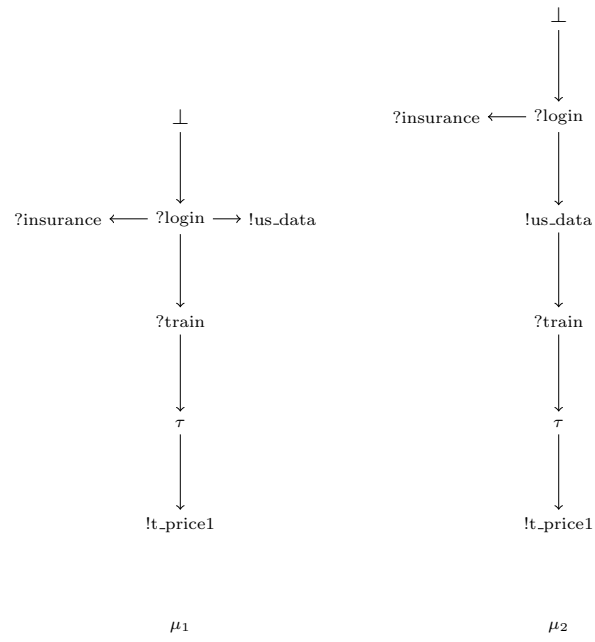 ⊥
?insurance ?login !us_data
?train
τ
!t_price1
μ1
⊥
?insurance ?login
!us_data
?train
τ
!t_price1
μ2